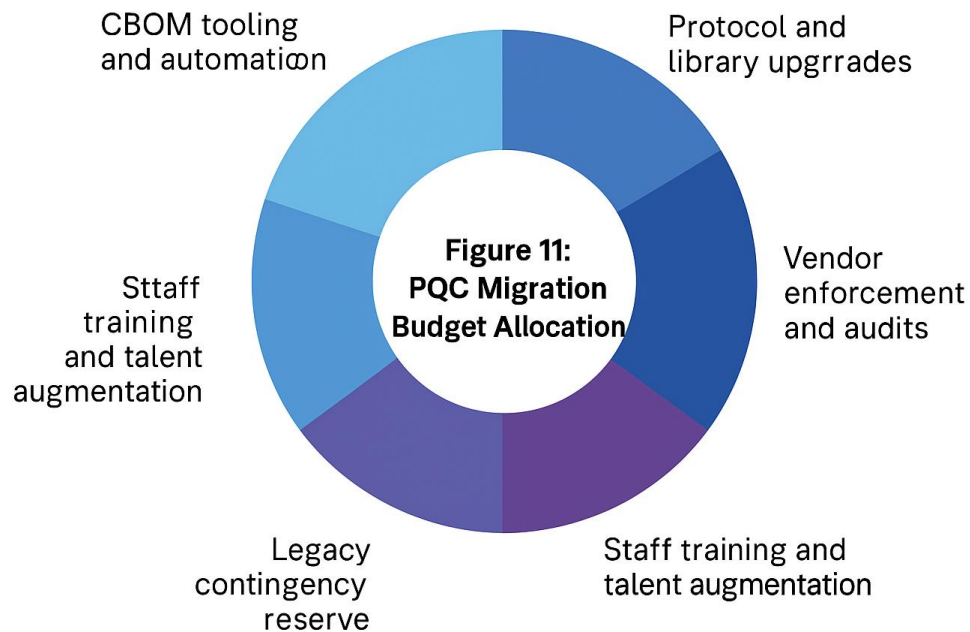 CBOM tooling
and automation
Protocol and
library upgrrades
Figure 11:
PQC Migration
Budget Allocation
Vendor
enforcement
and audits
Sttaff
training
and talent
augmentation
Legacy
contingency
reserve
Staff training and
talent augmentation